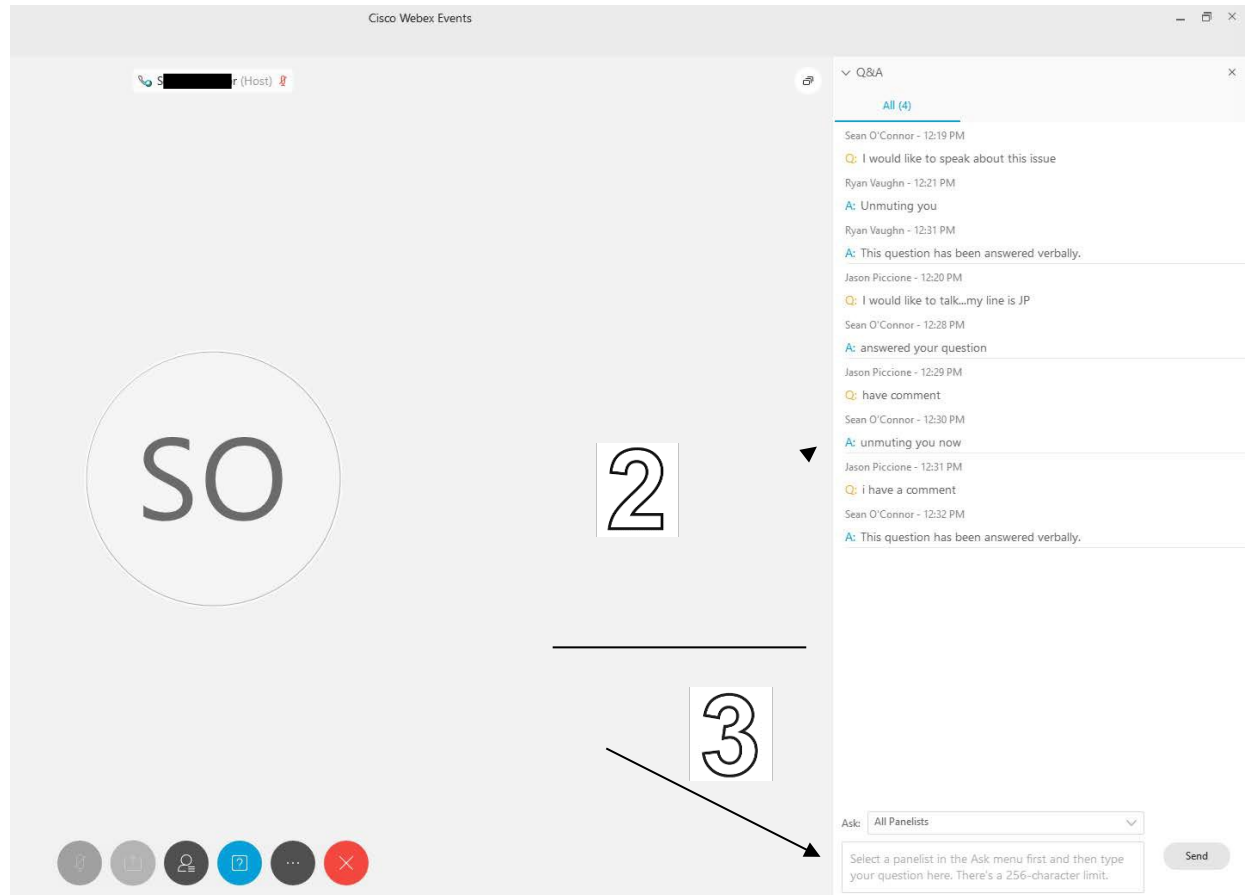 Cisco Webex Events
S r (Host)
Q&A
All (4)
Sean O'Connor - 12:19 PM
Q: I would like to speak about this issue
Ryan Vaughn - 12:21 PM
A: Unmuting you
Ryan Vaughn - 12:31 PM
A: This question has been answered verbally.
Jason Piccione - 12:20 PM
Q: I would like to talk...my line is JP
Sean O'Connor - 12:28 PM
A: answered your question
Jason Piccione - 12:29 PM
Q: have comment
Sean O'Connor - 12:30 PM
A: unmuting you now
Jason Piccione - 12:31 PM
Q: i have a comment
Sean O'Connor - 12:32 PM
A: This question has been answered verbally.
SO
2
3
Ask: All Panelists
Select a panelist in the Ask menu first and then type
your question here. There's a 256-character limit.
Send